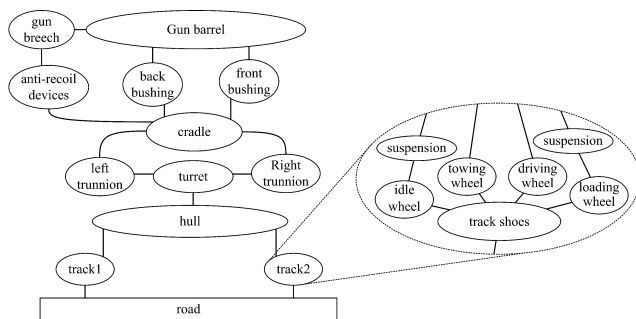 gun
breech
Gun barrel
anti-recoil
devices
back
bushing
front
bushing
cradle
left
trunnion
turret
Right
trunnion
hull
track1
track2
road
suspension
suspension
idle
wheel
towing
wheel
driving
wheel
loading
wheel
track shoes